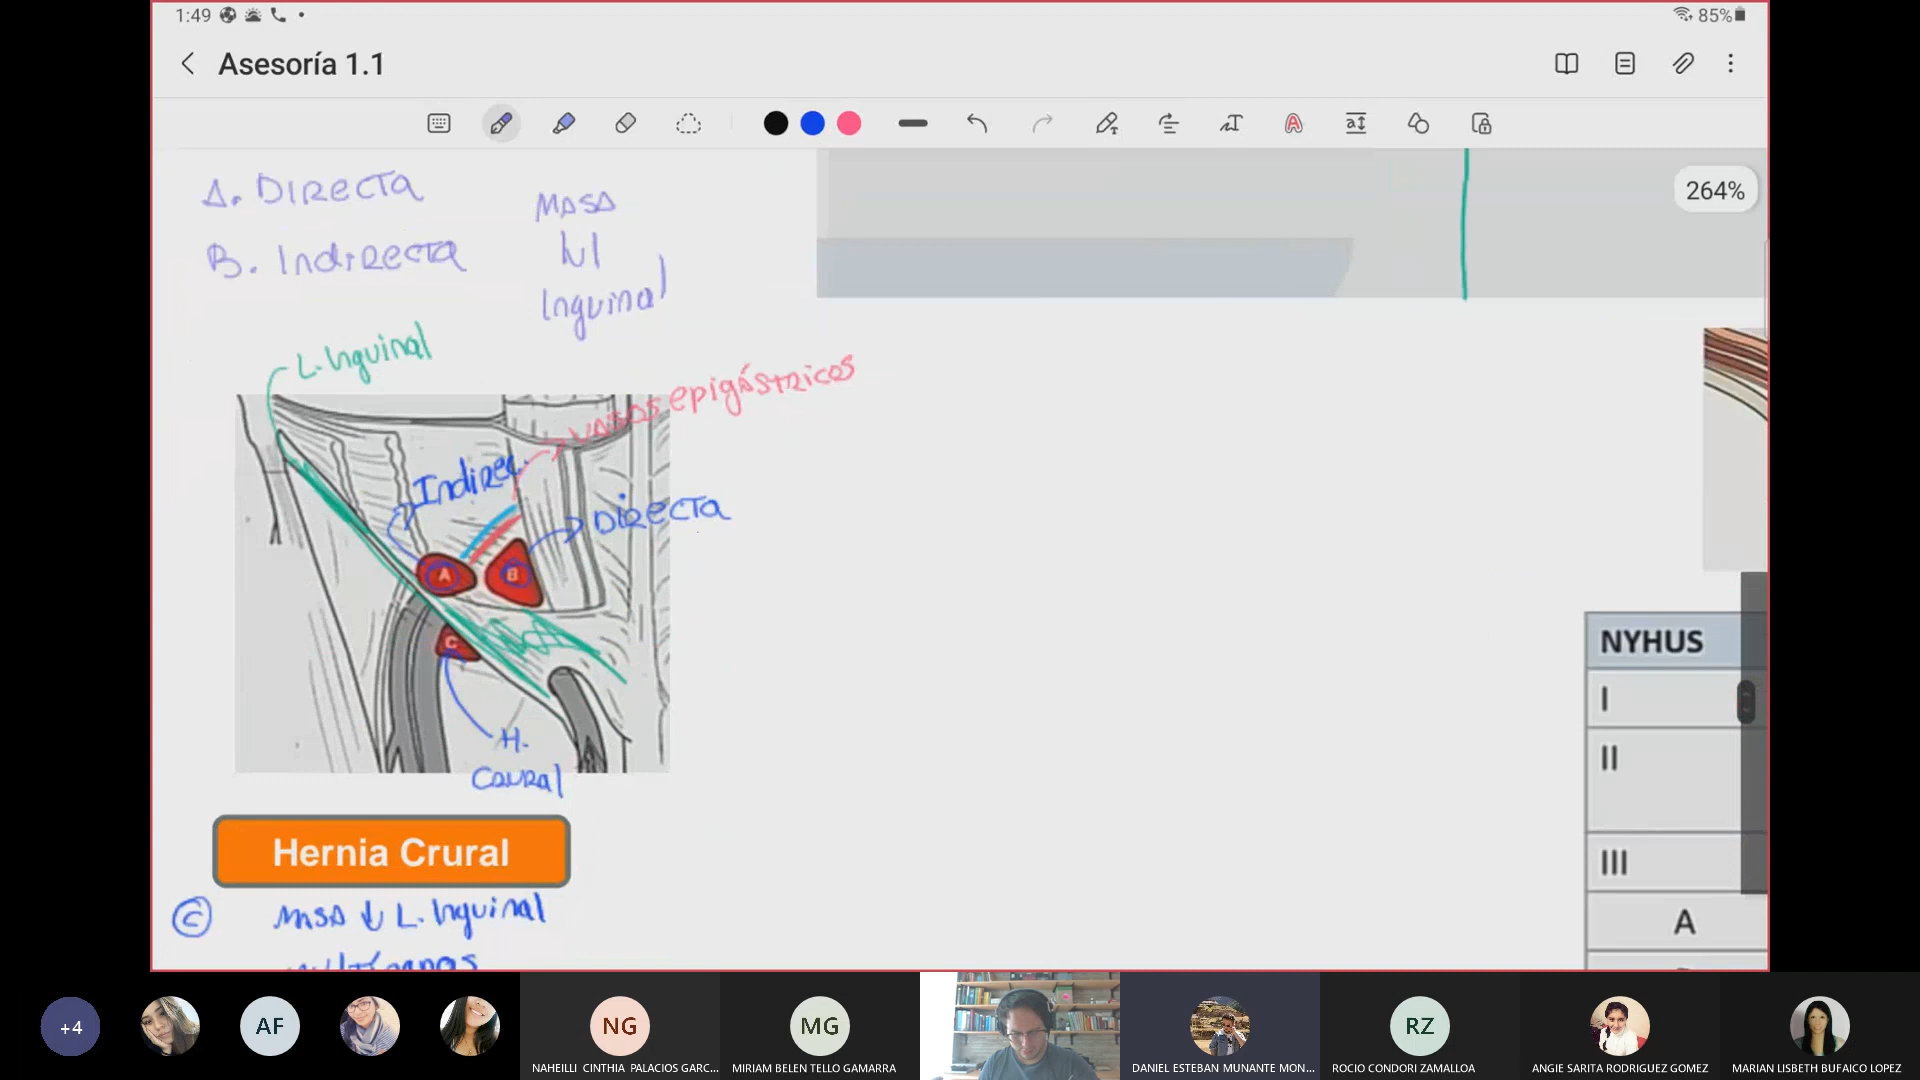 1:49
85%
Asesoría 1.1
264%
A. DIRECTA
B. IndiRecTa
MASA
Inguinal
L. Inguinal
VASOS epigástricos
Indirec.
DIRECTA
A
B
C
H.
CRURAL
Hernia Crural
C
MASA ↓ L. Inguinal
NYHUS
I
II
III
A
+4
AF
NG
MG
RZ
NAHEILLI CINTHIA PALACIOS GARC...
MIRIAM BELEN TELLO GAMARRA
DANIEL ESTEBAN MUNANTE MON...
ROCIO CONDORI ZAMALLOA
ANGIE SARITA RODRIGUEZ GOMEZ
MARIAN LISBETH BUFAICO LOPEZ